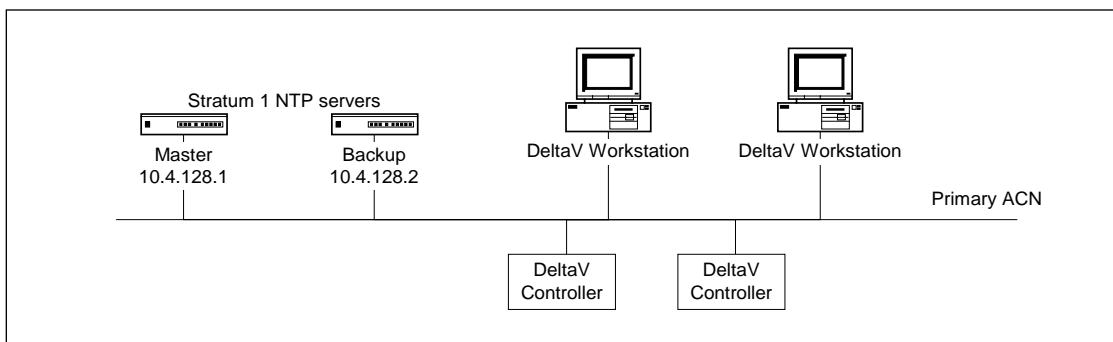 Stratum 1 NTP servers
Master
10.4.128.1
Backup
10.4.128.2
DeltaV Workstation
DeltaV Workstation
Primary ACN
DeltaV
Controller
DeltaV
Controller